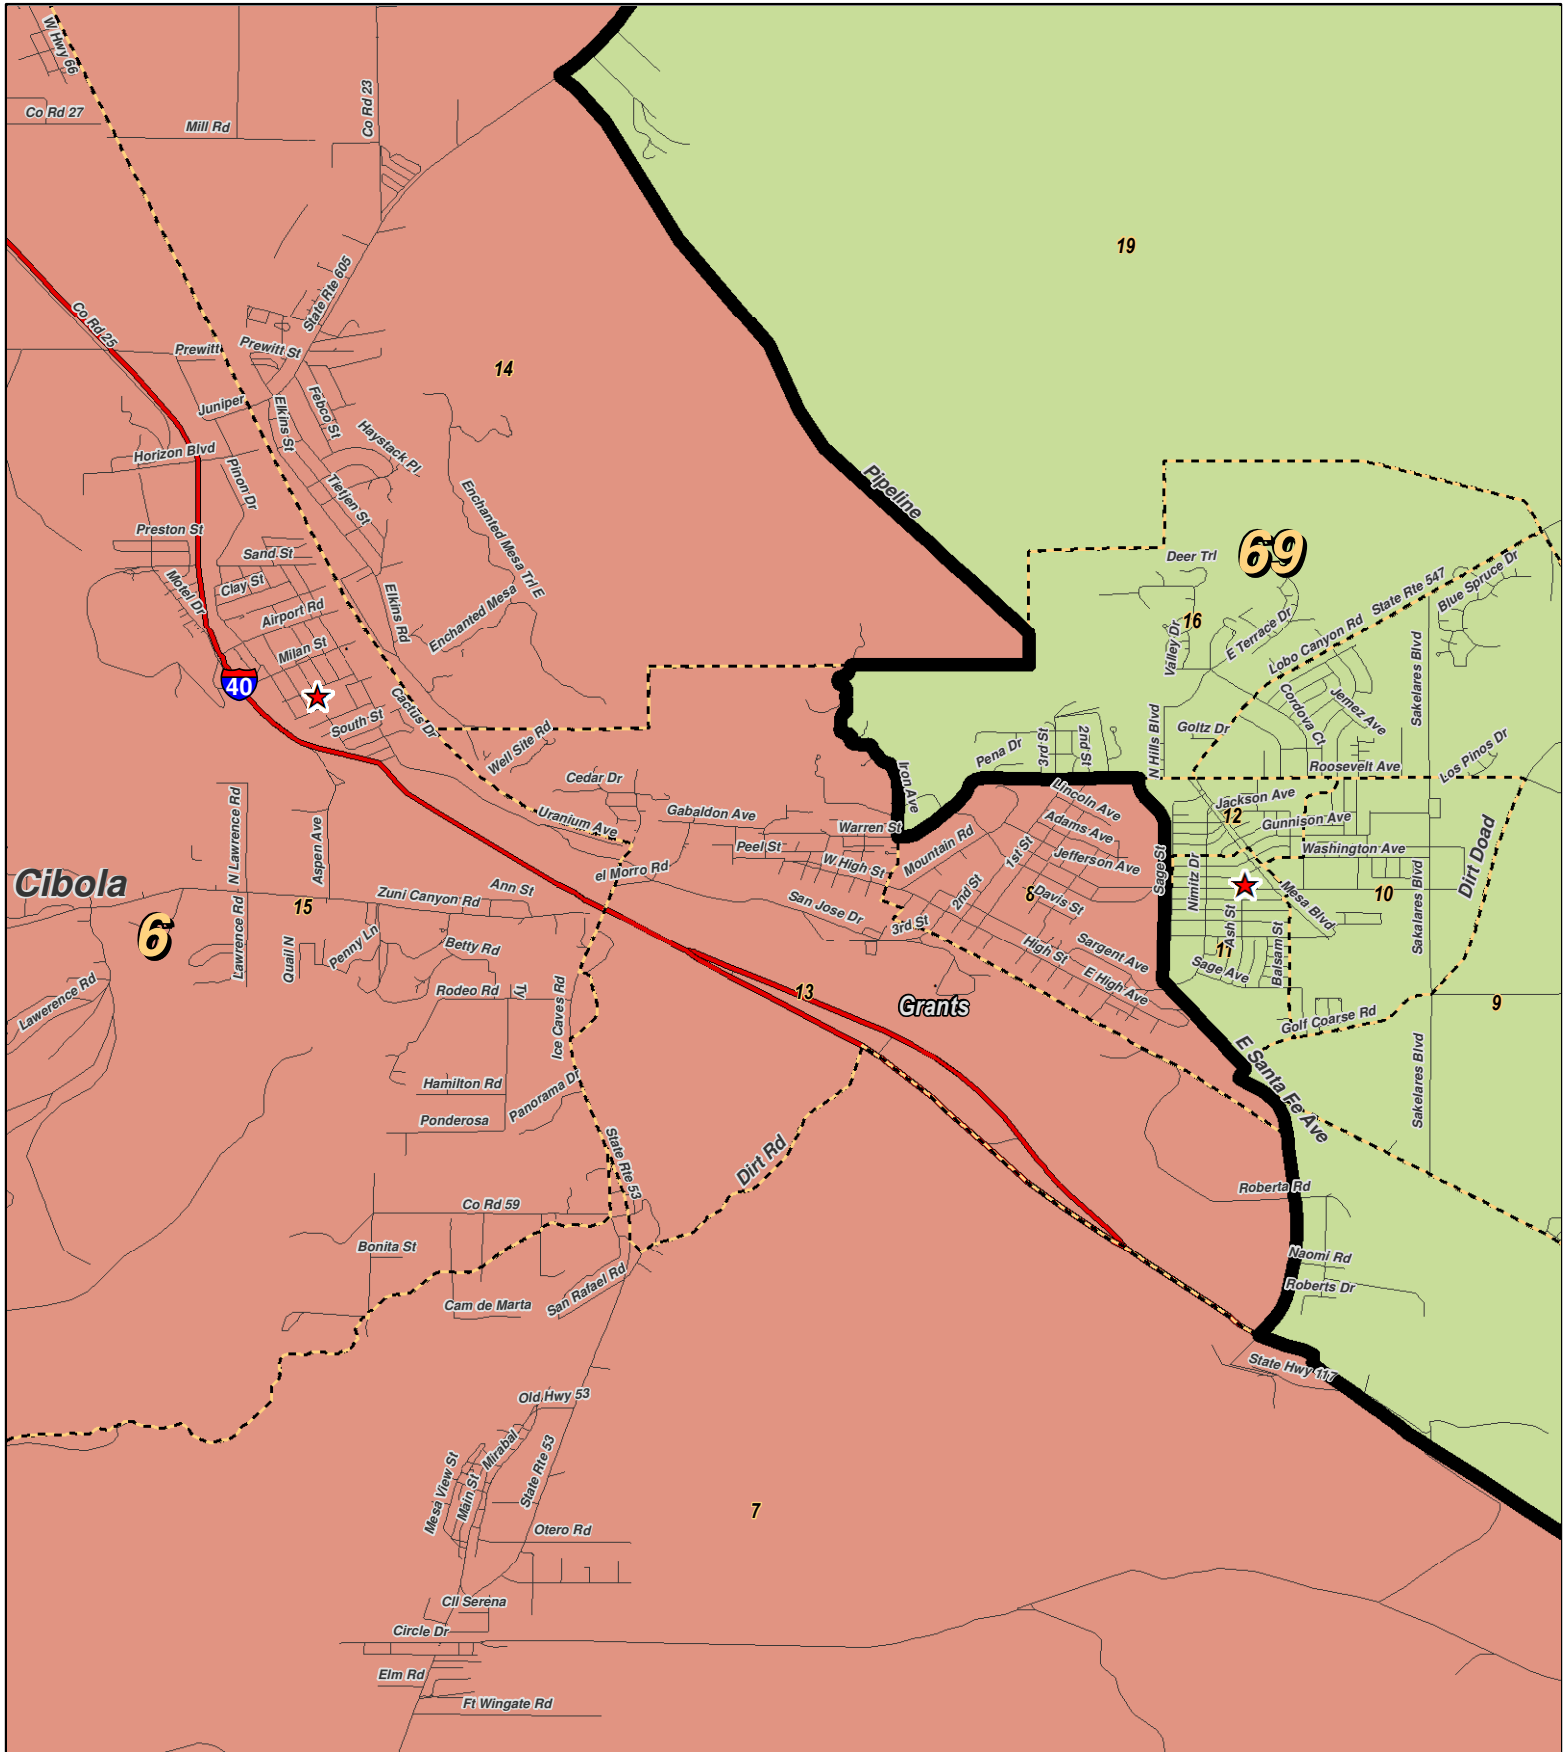 W Hwy 66
Co Rd 27
Mill Rd
Co Rd 23
19
State Rte 605
Co Rd 25
Prewitt
Prewitt St
14
Juniper
Elkins St
Febco St
Haystack Pl
Horizon Blvd
Pinon Dr
Tietjen St
Enchanted Mesa Trl E
Pipeline
Preston St
Sand St
Motel Dr
Clay St
Airport Rd
Elkins Rd
Enchanted Mesa
Milan St
40
South St
Cactus Dr
Well Site Rd
69
Deer Trl
State Rte 547
Blue Spruce Dr
16
Valley Dr
E Terrace Dr
Lobo Canyon Rd
Sakelares Blvd
Cordova Ct
Jemez Ave
N Hills Blvd
Goltz Dr
Roosevelt Ave
Los Pinos Dr
Pena Dr
3rd St
2nd St
Iron Ave
Cedar Dr
Uranium Ave
Gabaldon Ave
Warren St
Peel St
W High St
Mountain Rd
Lincoln Ave
Adams Ave
Jefferson Ave
1st St
2nd St
8
Davis St
Sage St
Jackson Ave
12
Gunnison Ave
Washington Ave
Nimitz Dr
Mesa Blvd
10
Dirt Doad
Sakalares Blvd
Ash St
11
Sage Ave
Balsam St
N Lawrence Rd
Aspen Ave
Cibola
6
15
Zuni Canyon Rd
Ann St
el Morro Rd
San Jose Dr
3rd St
High St
Sargent Ave
E High Ave
Lawrence Rd
Quail N
Penny Ln
Betty Rd
Lawerence Rd
Rodeo Rd
Ty
Ice Caves Rd
13
Grants
9
Golf Coarse Rd
E Santa Fe Ave
Sakelares Blvd
Hamilton Rd
Panorama Dr
Ponderosa
State Rte 53
Dirt Rd
Roberta Rd
Co Rd 59
Bonita St
Cam de Marta
San Rafael Rd
Naomi Rd
Roberts Dr
State Hwy 117
Old Hwy 53
Mirabal
Mesa View St
Main St
State Rte 53
7
Otero Rd
Cll Serena
Circle Dr
Elm Rd
Ft Wingate Rd